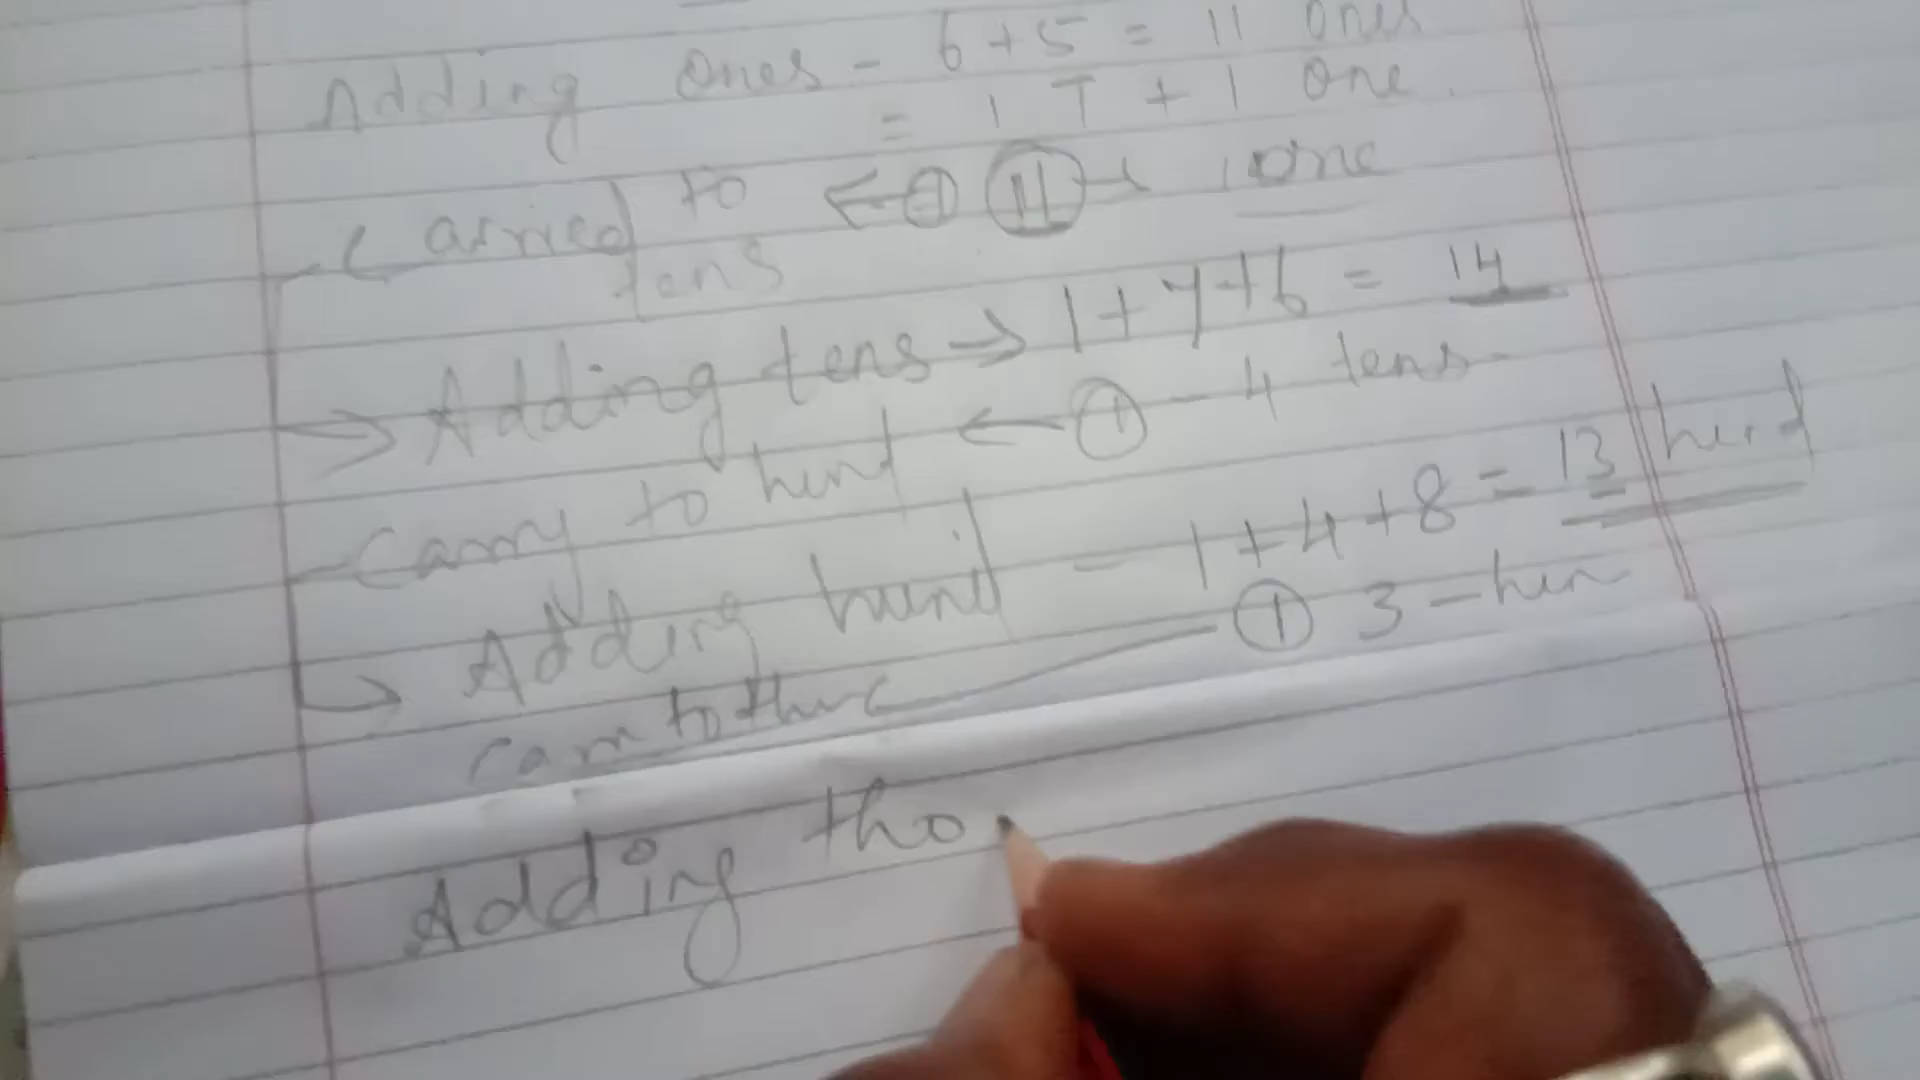 Adding ones - 6+5 = 11 ones
= 1 T + 1 one.
Carried to ← 1 11 → 1 one
tens
→ Adding tens → 1+7+6 = 14
Carry to hund ← 1 - 4 tens
→ Adding hund - 1+4+8 = 13 hund
1 3 - hun
Adding tho